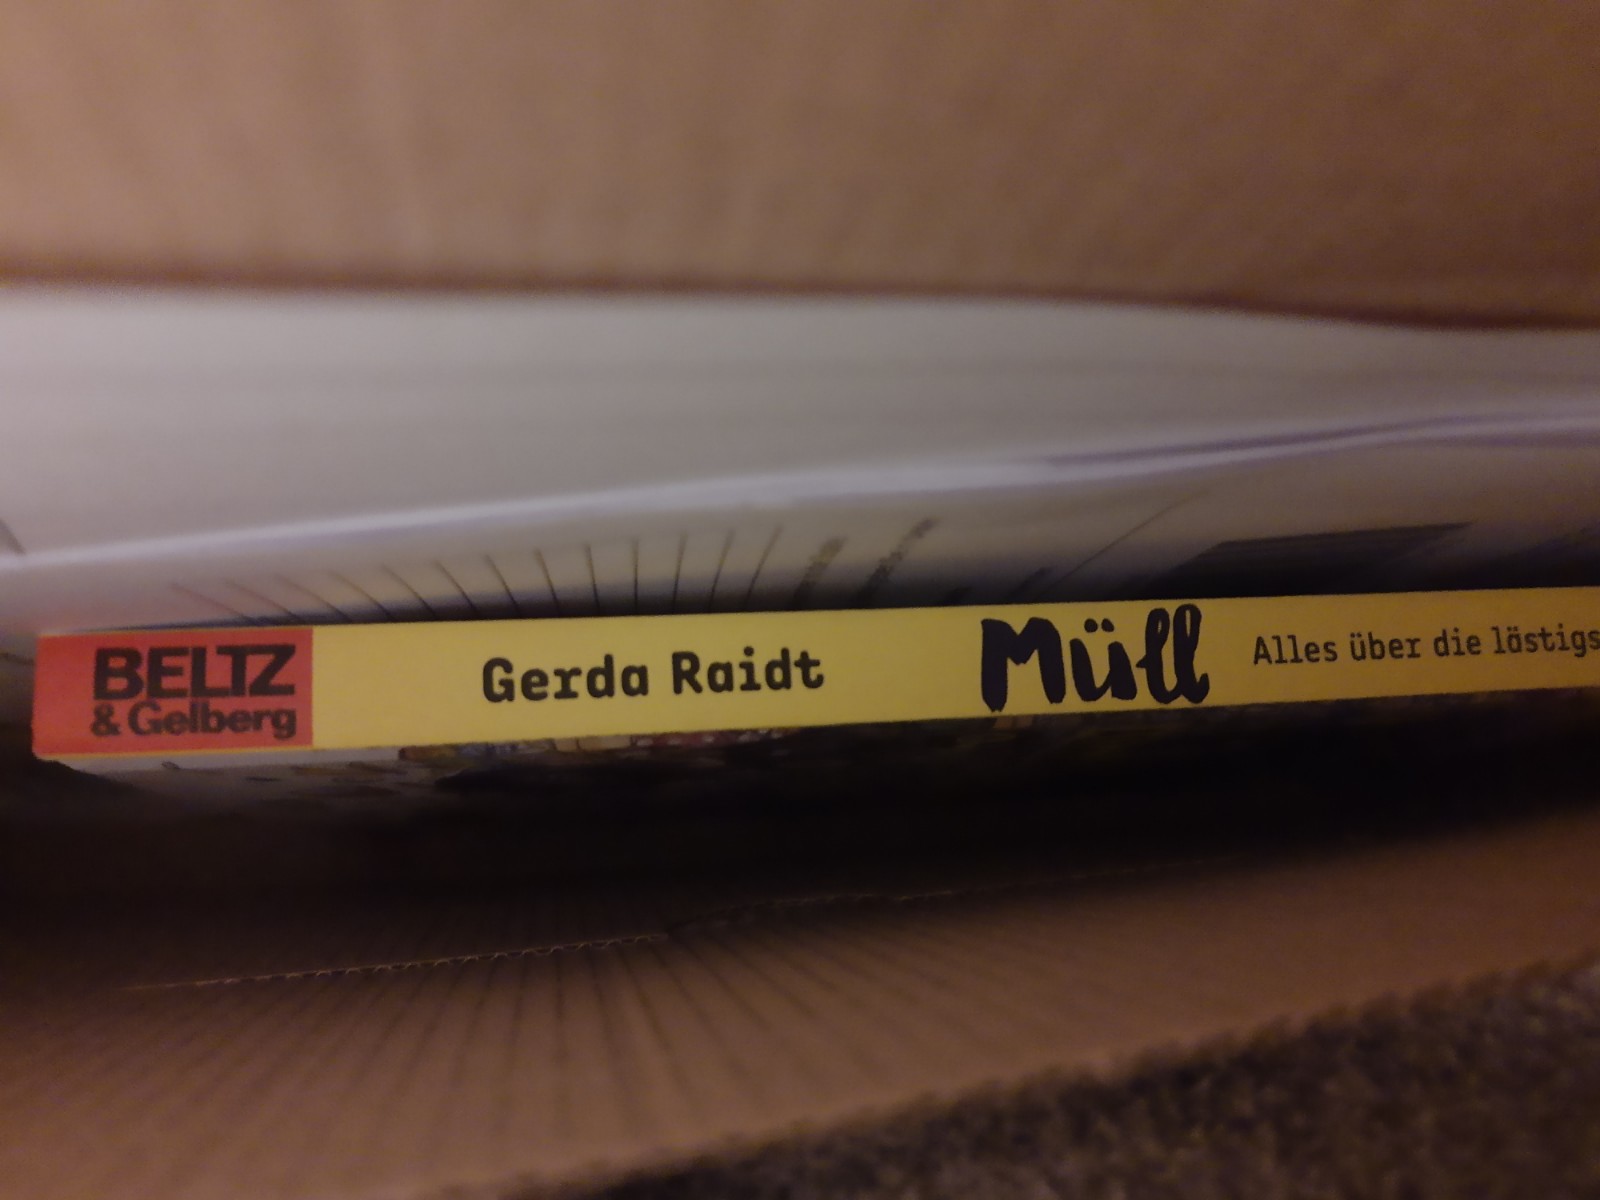 BELTZ
& Gelberg
Gerda Raidt
Müll
Alles über die lästigs